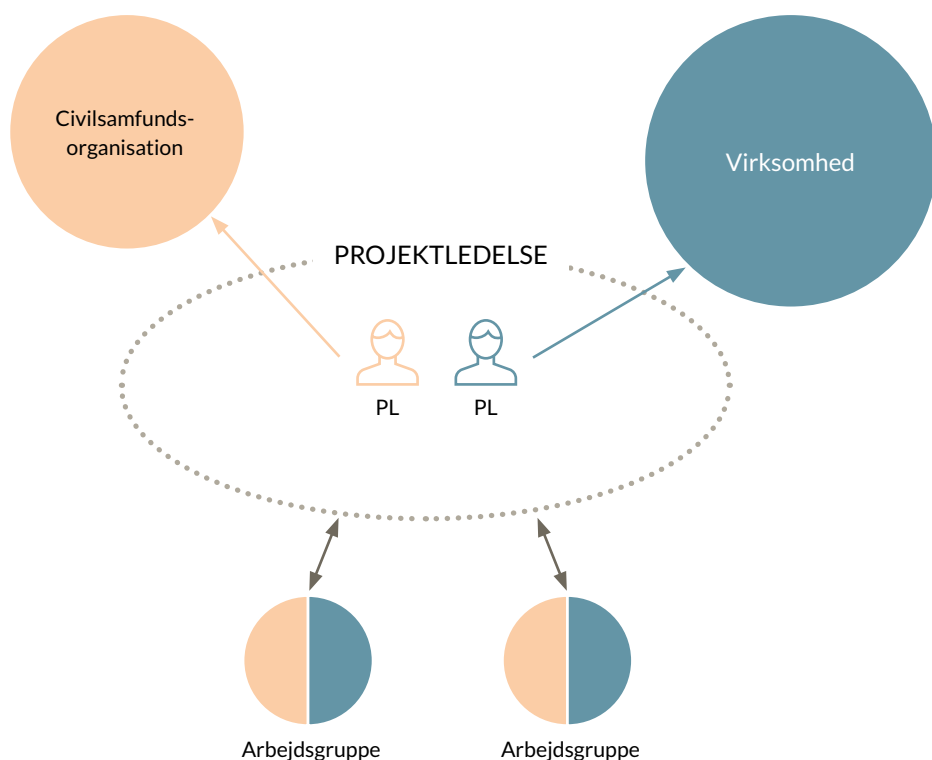 Civilsamfunds-
organisation
Virksomhed
PROJEKTLEDELSE
PL
PL
Arbejdsgruppe
Arbejdsgruppe